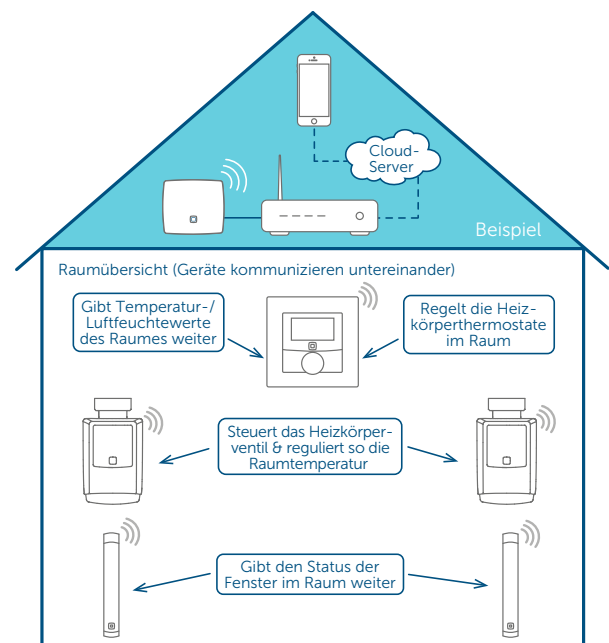 Cloud-
Server
Beispiel
Raumübersicht (Geräte kommunizieren untereinander)
Gibt Temperatur-/
Luftfeuchtewerte
des Raumes weiter
Regelt die Heiz-
körperthermostate
im Raum
Steuert das Heizkörper-
ventil & reguliert so die
Raumtemperatur
Gibt den Status der
Fenster im Raum weiter